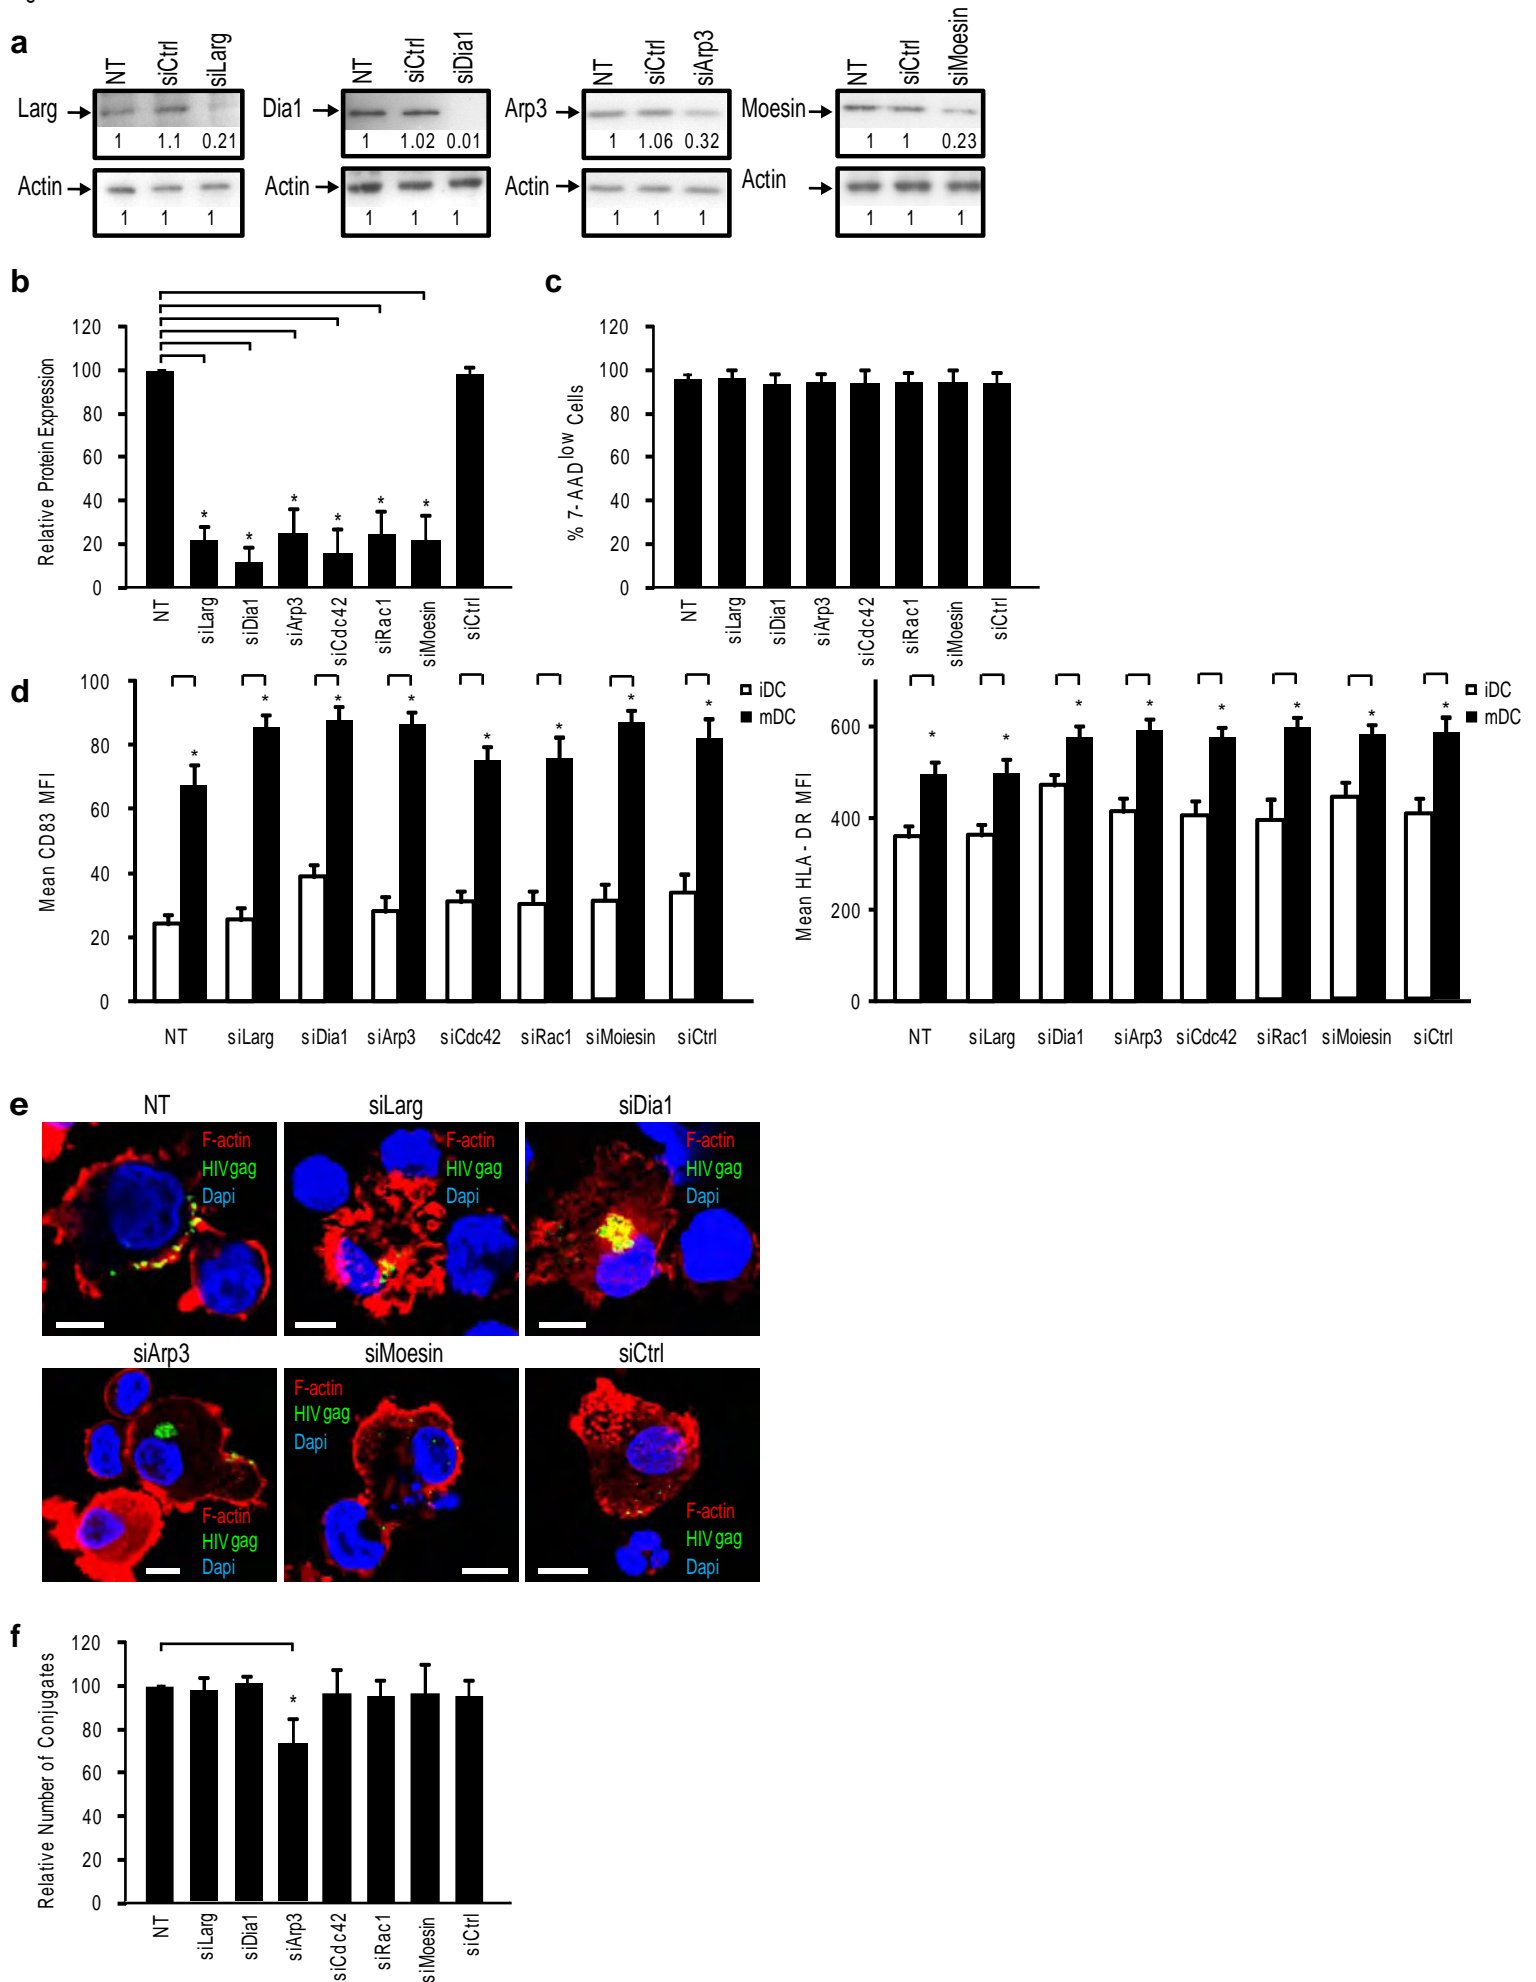 a
NT siCtrl siLarg
Larg
1 1.1 0.21
Actin
1 1 1
NT siCtrl siDia1
Dia1
1 1.02 0.01
Actin
1 1 1
NT siCtrl siArp3
Arp3
1 1.06 0.32
Actin
1 1 1
NT siCtrl siMoesin
Moesin
1 1 0.23
Actin
1 1 1
b
Relative Protein Expression
120
100
80
60
40
20
0
* * * * * *
NT siLarg siDia1 siArp3 siCdc42 siRac1 siMoesin siCtrl
c
% 7- AAD low Cells
120
100
80
60
40
20
0
NT siLarg siDia1 siArp3 siCdc42 siRac1 siMoesin siCtrl
d
Mean CD83 MFI
100
80
60
40
20
0
* * * * * * * *
iDC
mDC
NT siLarg siDia1 siArp3 siCdc42 siRac1 siMoiesin siCtrl
Mean HLA - DR MFI
600
400
200
0
* * * * * * * *
iDC
mDC
NT siLarg siDia1 siArp3 siCdc42 siRac1 siMoiesin siCtrl
e
NT
F-actin
HIV gag
Dapi
siLarg
F-actin
HIV gag
Dapi
siDia1
F-actin
HIV gag
Dapi
siArp3
F-actin
HIV gag
Dapi
siMoesin
F-actin
HIV gag
Dapi
siCtrl
F-actin
HIV gag
Dapi
f
Relative Number of Conjugates
120
100
80
60
40
20
0
*
NT siLarg siDia1 siArp3 siCdc42 siRac1 siMoesin siCtrl